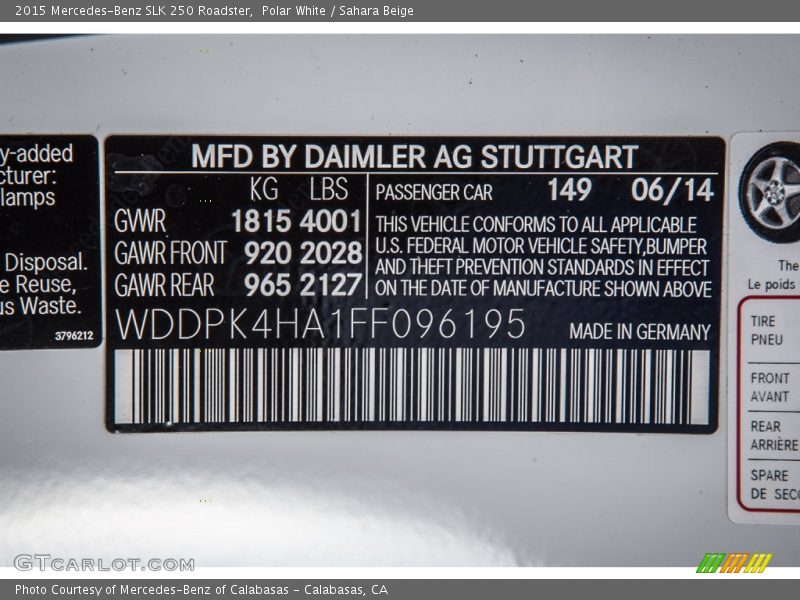 2015 Mercedes-Benz SLK 250 Roadster,  Polar White / Sahara Beige
y-added
cturer:
lamps
Disposal.
e Reuse,
us Waste.
3796212
MFD BY DAIMLER AG STUTTGART
KG LBS
GVWR 1815 4001
GAWR FRONT 920 2028
GAWR REAR 965 2127
PASSENGER CAR 149 06/14
THIS VEHICLE CONFORMS TO ALL APPLICABLE
U.S. FEDERAL MOTOR VEHICLE SAFETY,BUMPER
AND THEFT PREVENTION STANDARDS IN EFFECT
ON THE DATE OF MANUFACTURE SHOWN ABOVE
WDDPK4HA1FF096195 MADE IN GERMANY
The
Le poids
TIRE
PNEU
FRONT
AVANT
REAR
ARRIÈRE
SPARE
DE SECO
GTCARLOT.COM
Photo Courtesy of Mercedes-Benz of Calabasas - Calabasas, CA